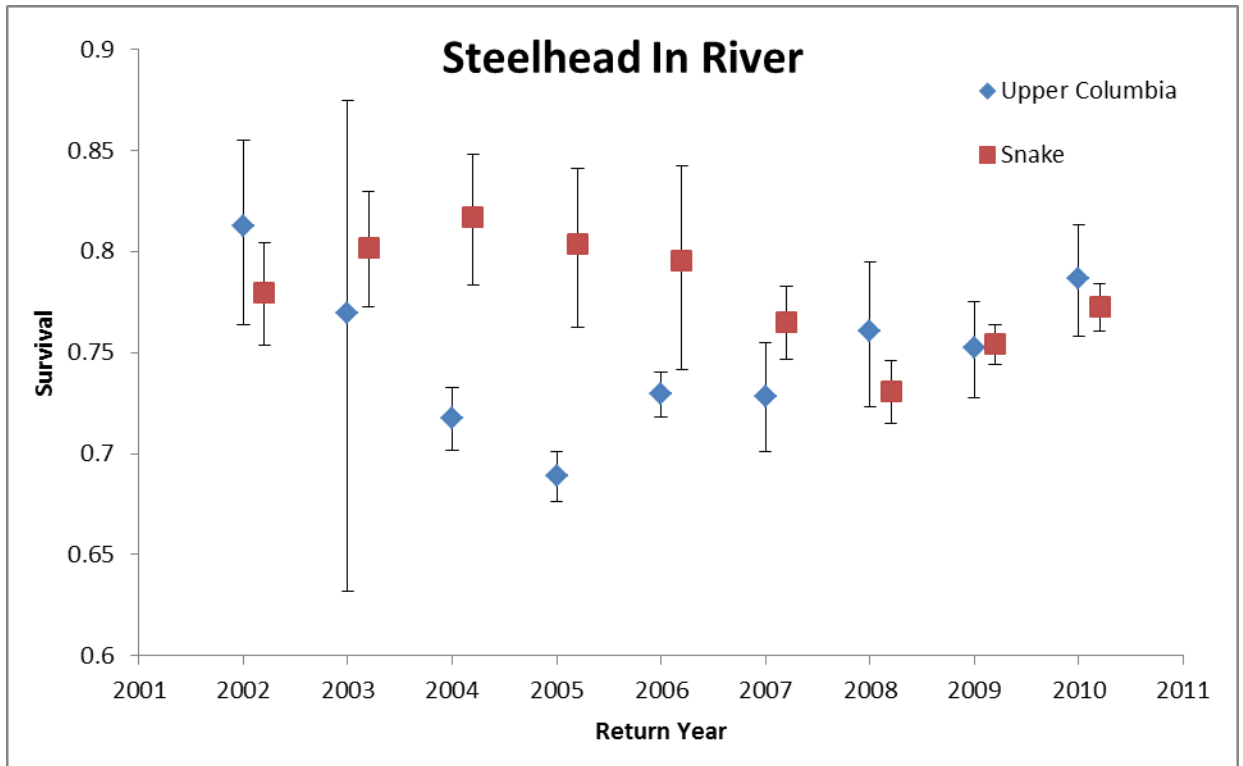 Steelhead In River
Upper Columbia
Snake
0.9
0.85
0.8
0.75
0.7
0.65
0.6
Survival
2001 2002 2003 2004 2005 2006 2007 2008 2009 2010 2011
Return Year